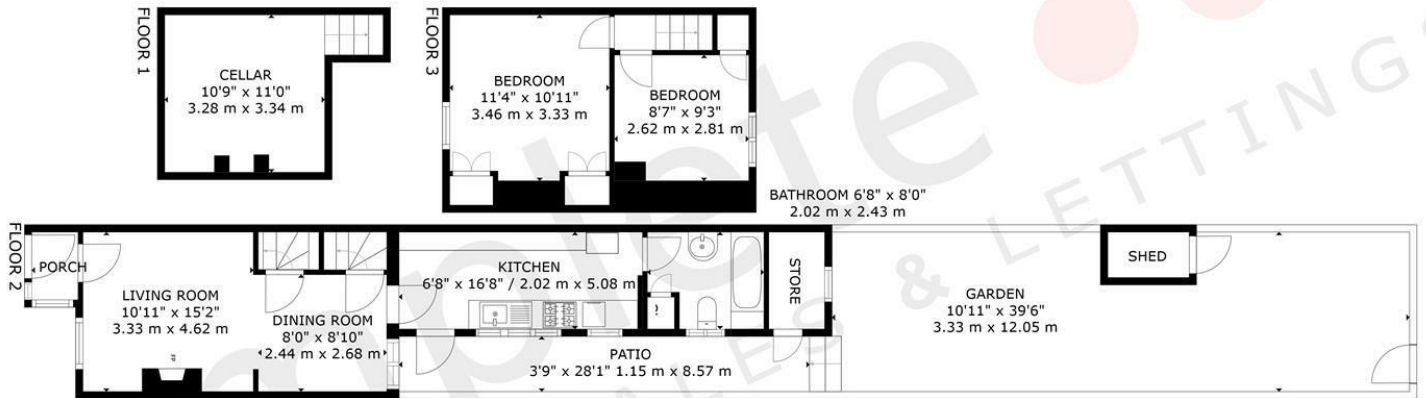 FLOOR 1
CELLAR
10'9" x 11'0"
3.28 m x 3.34 m
FLOOR 3
BEDROOM
11'4" x 10'11"
3.46 m x 3.33 m
BEDROOM
8'7" x 9'3"
2.62 m x 2.81 m
BATHROOM 6'8" x 8'0"
2.02 m x 2.43 m
FLOOR 2
PORCH
LIVING ROOM
10'11" x 15'2"
3.33 m x 4.62 m
DINING ROOM
8'0" x 8'10"
2.44 m x 2.68 m
KITCHEN
6'8" x 16'8" / 2.02 m x 5.08 m
STORE
PATIO
3'9" x 28'1" 1.15 m x 8.57 m
GARDEN
10'11" x 39'6"
3.33 m x 12.05 m
SHED
mplete
SALES & LETTINGS